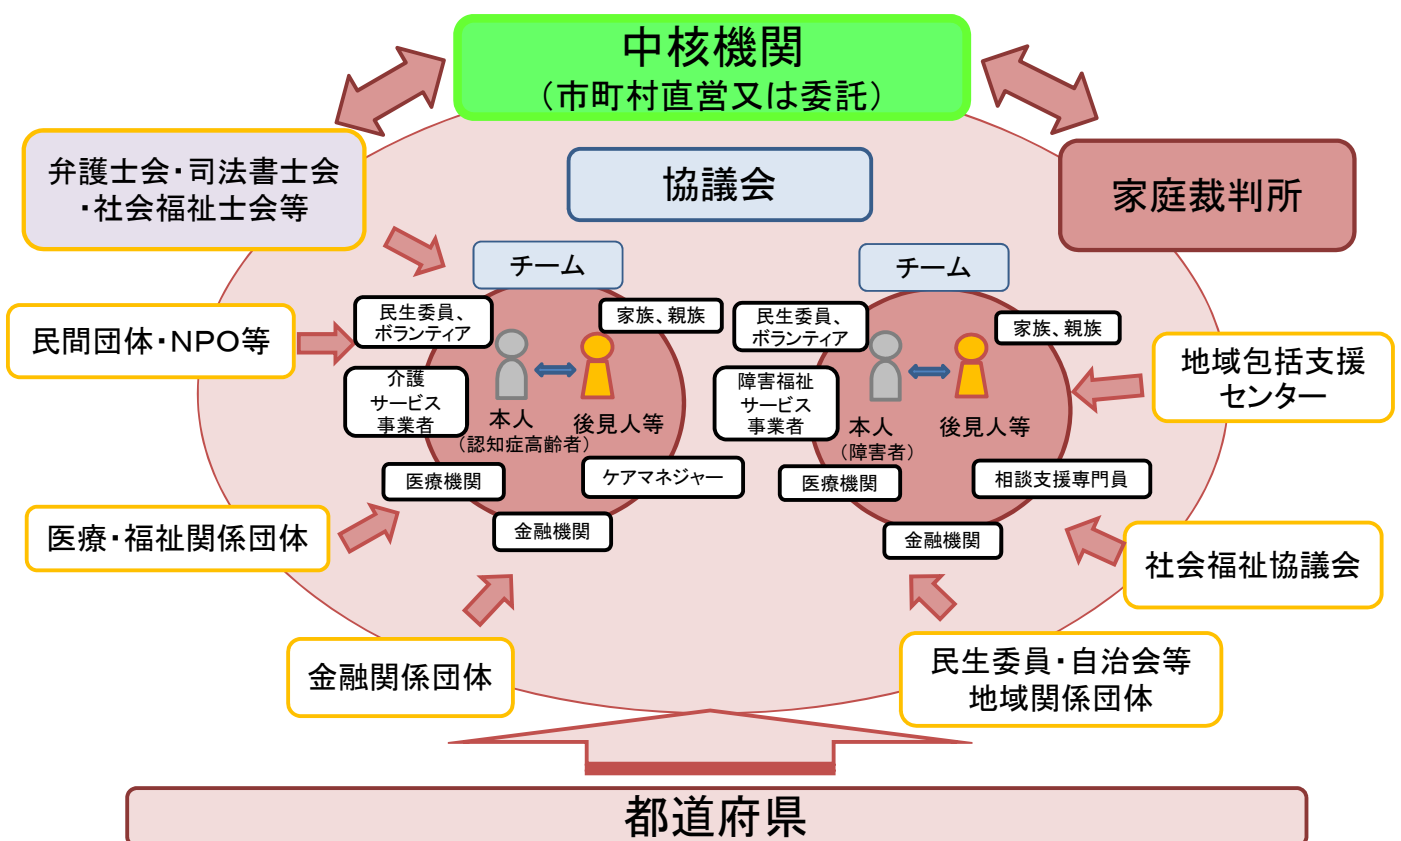 中核機関
（市町村直営又は委託）
弁護士会・司法書士会
・社会福祉士会等
協議会
家庭裁判所
チーム
チーム
民生委員、
ボランティア
家族、親族
民生委員、
ボランティア
家族、親族
民間団体・NPO等
地域包括支援
センター
介護
サービス
事業者
障害福祉
サービス
事業者
本人
（認知症高齢者）
後見人等
本人
（障害者）
後見人等
医療機関
ケアマネジャー
医療機関
相談支援専門員
金融機関
金融機関
医療・福祉関係団体
社会福祉協議会
金融関係団体
民生委員・自治会等
地域関係団体
都道府県